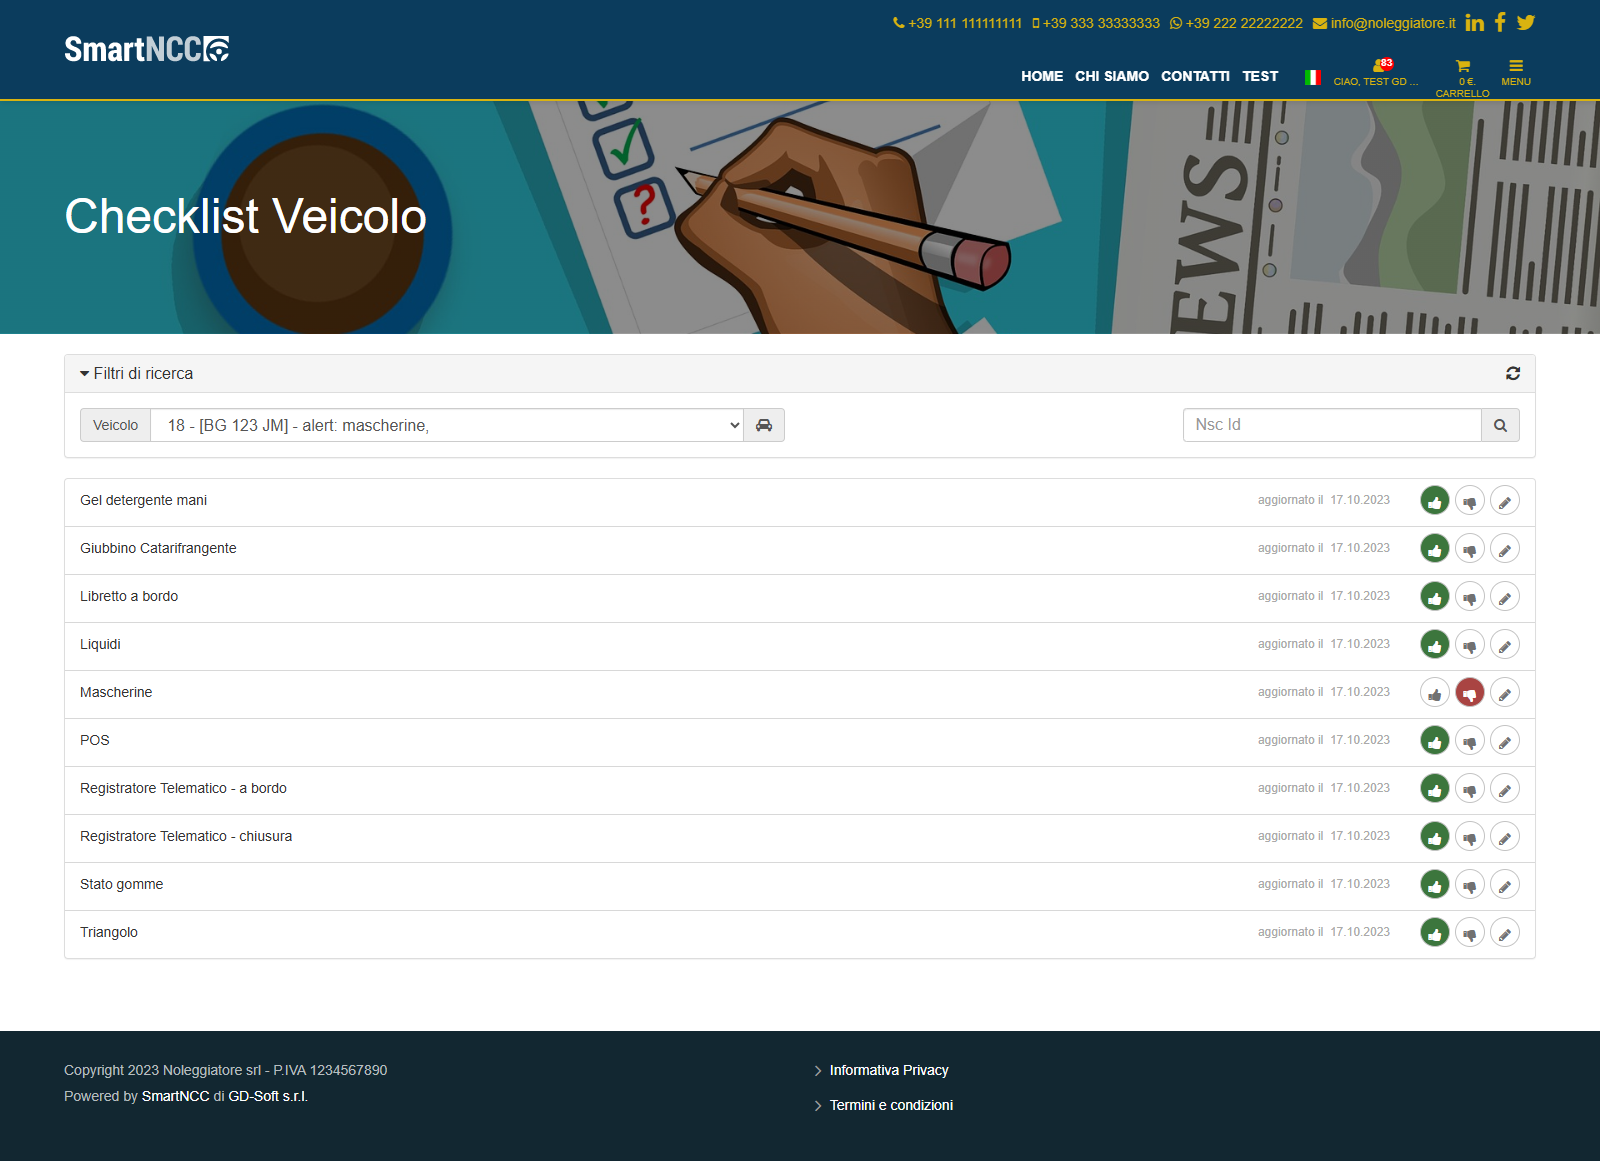 +39 111 111111111 +39 333 33333333 +39 222 22222222 info@noleggiatore.it
SmartNCC
HOME CHI SIAMO CONTATTI TEST
83
CIAO, TEST GD ...
0 €.
CARRELLO
MENU
NEWS
?
Checklist Veicolo
Filtri di ricerca
Veicolo 18 - [BG 123 JM] - alert: mascherine, Nsc Id
Gel detergente mani aggiornato il 17.10.2023
Giubbino Catarifrangente aggiornato il 17.10.2023
Libretto a bordo aggiornato il 17.10.2023
Liquidi aggiornato il 17.10.2023
Mascherine aggiornato il 17.10.2023
POS aggiornato il 17.10.2023
Registratore Telematico - a bordo aggiornato il 17.10.2023
Registratore Telematico - chiusura aggiornato il 17.10.2023
Stato gomme aggiornato il 17.10.2023
Triangolo aggiornato il 17.10.2023
Copyright 2023 Noleggiatore srl - P.IVA 1234567890
Powered by SmartNCC di GD-Soft s.r.l.
Informativa Privacy
Termini e condizioni